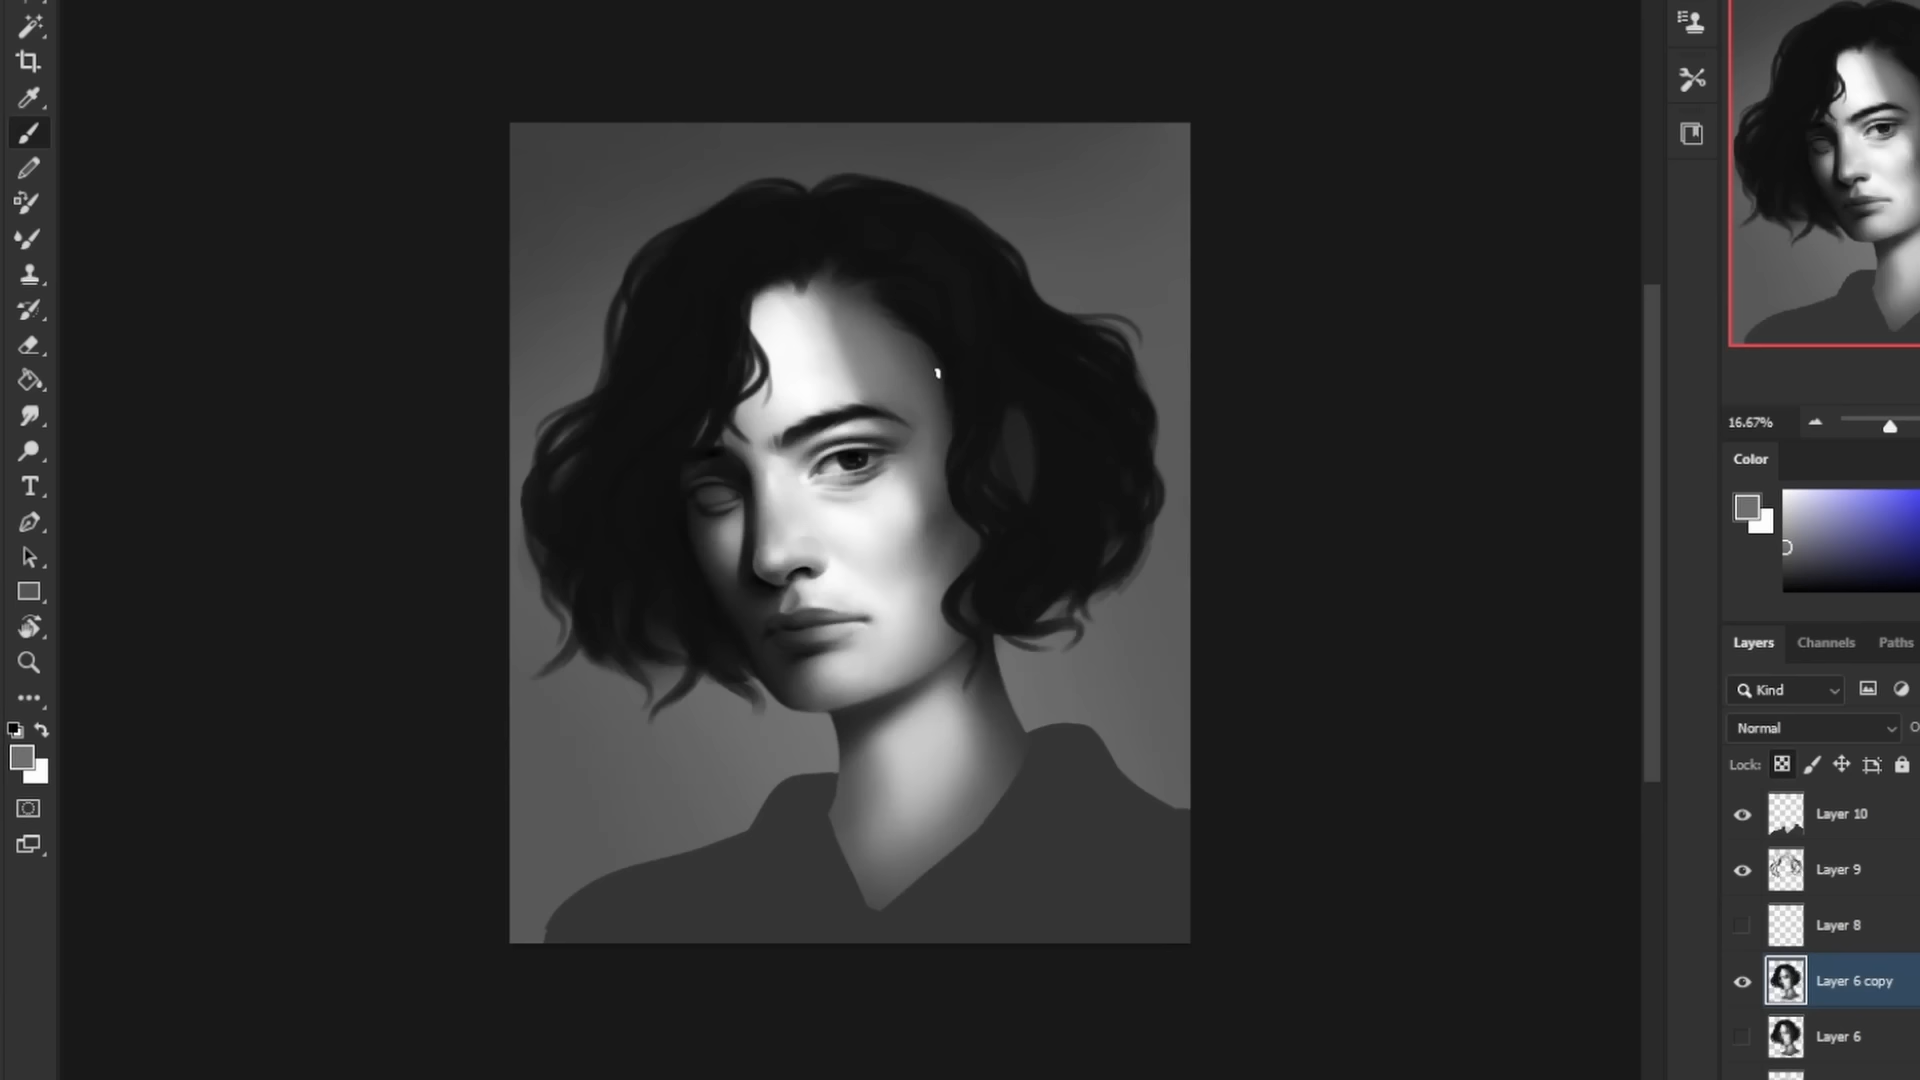 T
16.67%
Color
Layers Channels Paths
Kind
Normal
Lock:
Layer 10
Layer 9
Layer 8
Layer 6 copy
Layer 6